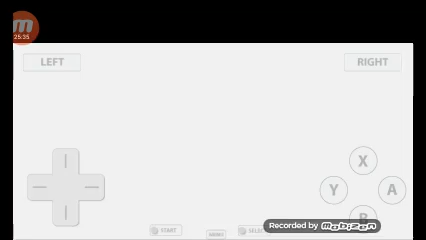 m
25:35
LEFT
RIGHT
X
Y
A
B
START
SELECT
Recorded by mobizen